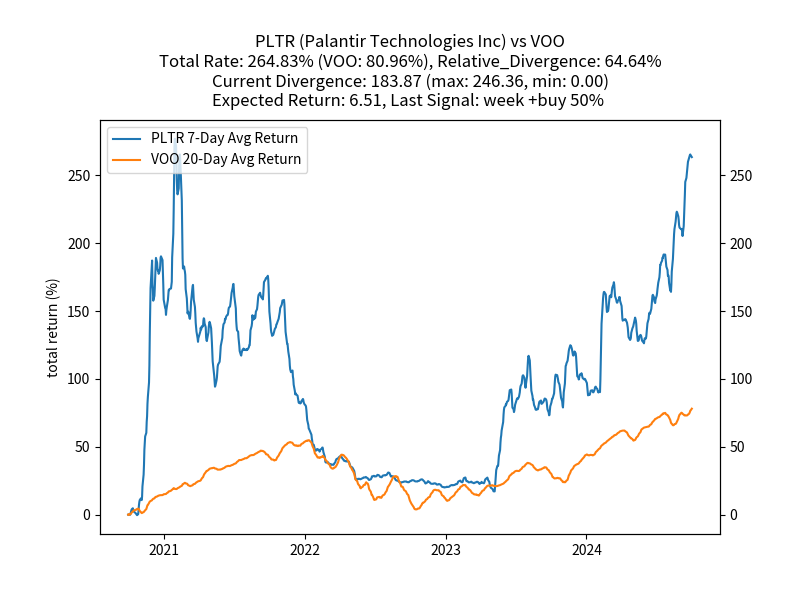 PLTR (Palantir Technologies Inc) vs VOO
Total Rate: 264.83% (VOO: 80.96%), Relative_Divergence: 64.64%
Current Divergence: 183.87 (max: 246.36, min: 0.00)
Expected Return: 6.51, Last Signal: week +buy 50%
PLTR 7-Day Avg Return
VOO 20-Day Avg Return
total return (%)
250 250
200 200
150 150
100 100
50 50
0 0
2021 2022 2023 2024